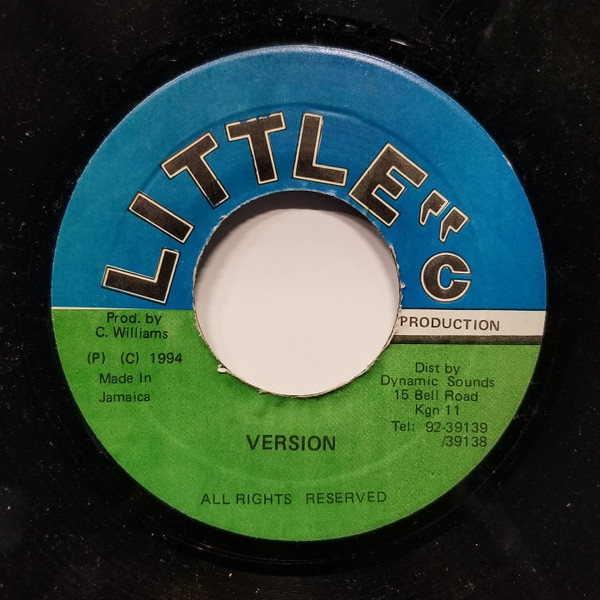 LITTLE "C
PRODUCTION
Prod. by
C. Williams
(P) (C) 1994
Made In
Jamaica
Dist by
Dynamic Sounds
15 Bell Road
Kgn 11
Tel: 92-39139
/39138
VERSION
ALL RIGHTS RESERVED